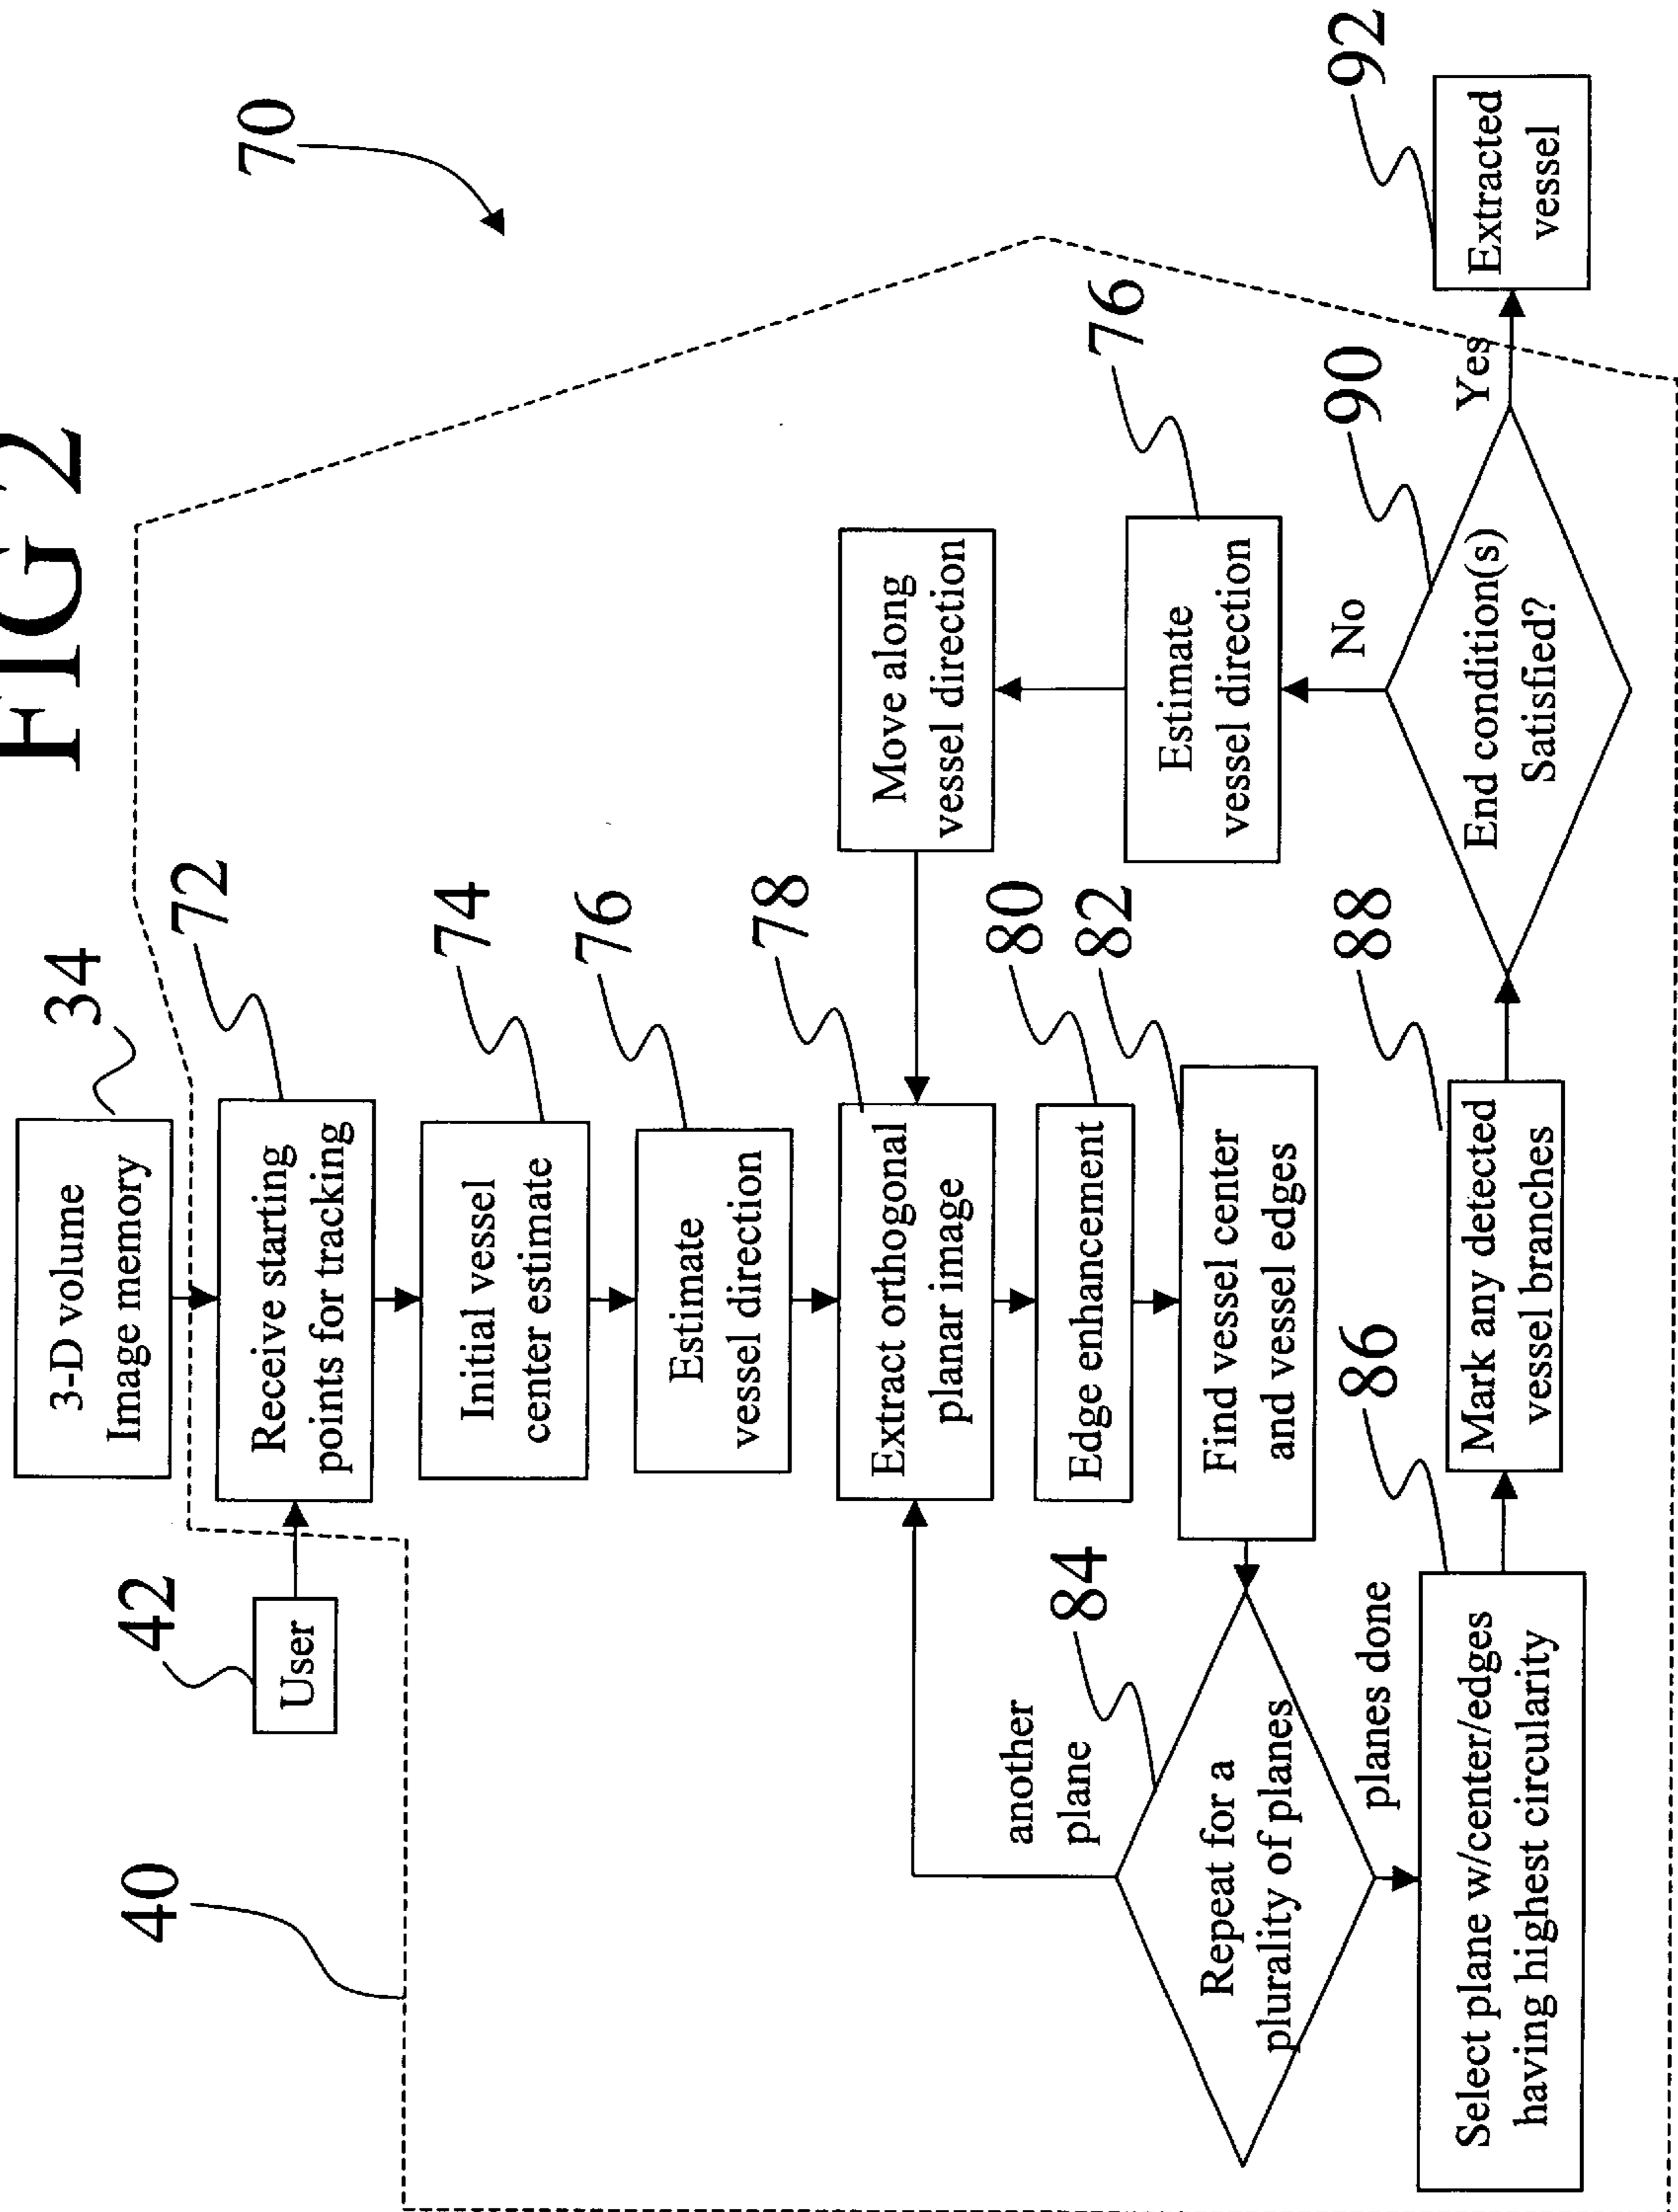 FIG 2
70
3-D volume
Image memory
34
42
User
Receive starting
points for tracking
72
40
Initial vessel
center estimate
74
Estimate
vessel direction
76
Extract orthogonal
planar image
78
Move along
vessel direction
Edge enhancement
80
Find vessel center
and vessel edges
82
Estimate
vessel direction
76
another
plane
84
Repeat for a
plurality of planes
planes done
86
Select plane w/center/edges
having highest circularity
Mark any detected
vessel branches
88
No
End condition(s)
Satisfied?
90
Yes
Extracted
vessel
92